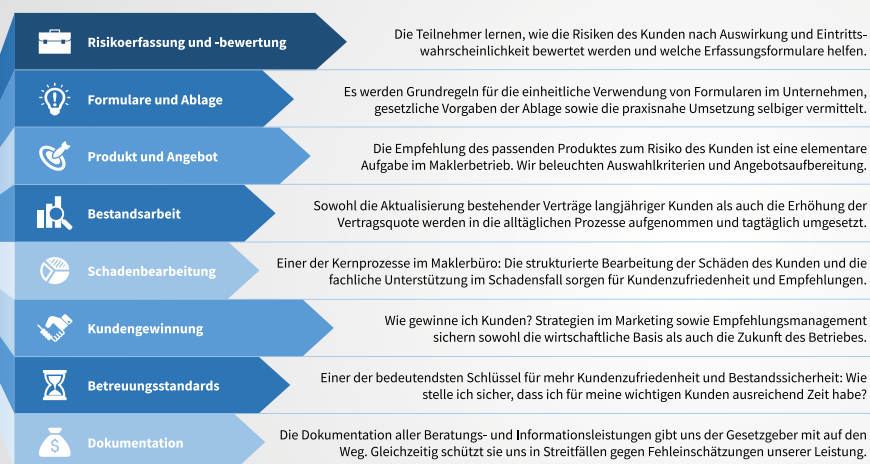 Risikoerfassung und -bewertung
Die Teilnehmer lernen, wie die Risiken des Kunden nach Auswirkung und Eintritts-
wahrscheinlichkeit bewertet werden und welche Erfassungsformulare helfen.
Formulare und Ablage
Es werden Grundregeln für die einheitliche Verwendung von Formularen im Unternehmen,
gesetzliche Vorgaben der Ablage sowie die praxisnahe Umsetzung selbiger vermittelt.
Produkt und Angebot
Die Empfehlung des passenden Produktes zum Risiko des Kunden ist eine elementare
Aufgabe im Maklerbetrieb. Wir beleuchten Auswahlkriterien und Angebotsaufbereitung.
Bestandsarbeit
Sowohl die Aktualisierung bestehender Verträge langjähriger Kunden als auch die Erhöhung der
Vertragsquote werden in die alltäglichen Prozesse aufgenommen und tagtäglich umgesetzt.
Schadenbearbeitung
Einer der Kernprozesse im Maklerbüro: Die strukturierte Bearbeitung der Schäden des Kunden und die
fachliche Unterstützung im Schadensfall sorgen für Kundenzufriedenheit und Empfehlungen.
Kundengewinnung
Wie gewinne ich Kunden? Strategien im Marketing sowie Empfehlungsmanagement
sichern sowohl die wirtschaftliche Basis als auch die Zukunft des Betriebes.
Betreuungsstandards
Einer der bedeutendsten Schlüssel für mehr Kundenzufriedenheit und Bestandssicherheit: Wie
stelle ich sicher, dass ich für meine wichtigen Kunden ausreichend Zeit habe?
Dokumentation
Die Dokumentation aller Beratungs- und Informationsleistungen gibt uns der Gesetzgeber mit auf den
Weg. Gleichzeitig schützt sie uns in Streitfällen gegen Fehleinschätzungen unserer Leistung.
$